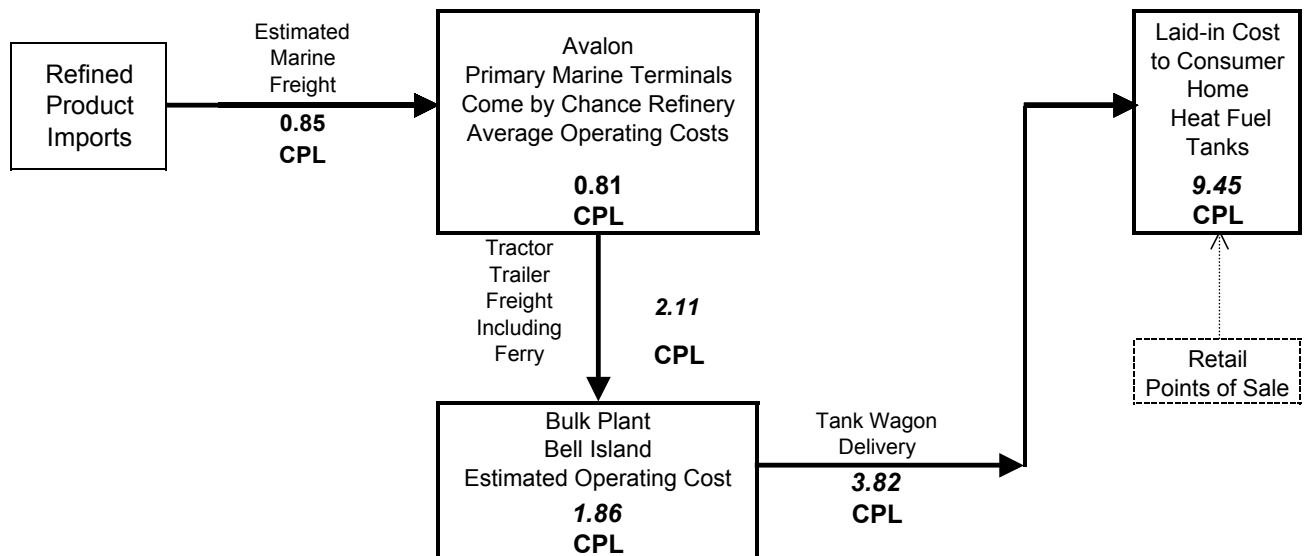 Refined
Product
Imports
Estimated
Marine
Freight
0.85
CPL
Avalon
Primary Marine Terminals
Come by Chance Refinery
Average Operating Costs
0.81
CPL
Tractor
Trailer
Freight
Including
Ferry
2.11
CPL
Bulk Plant
Bell Island
Estimated Operating Cost
1.86
CPL
Tank Wagon
Delivery
3.82
CPL
Laid-in Cost
to Consumer
Home
Heat Fuel
Tanks
9.45
CPL
Retail
Points of Sale